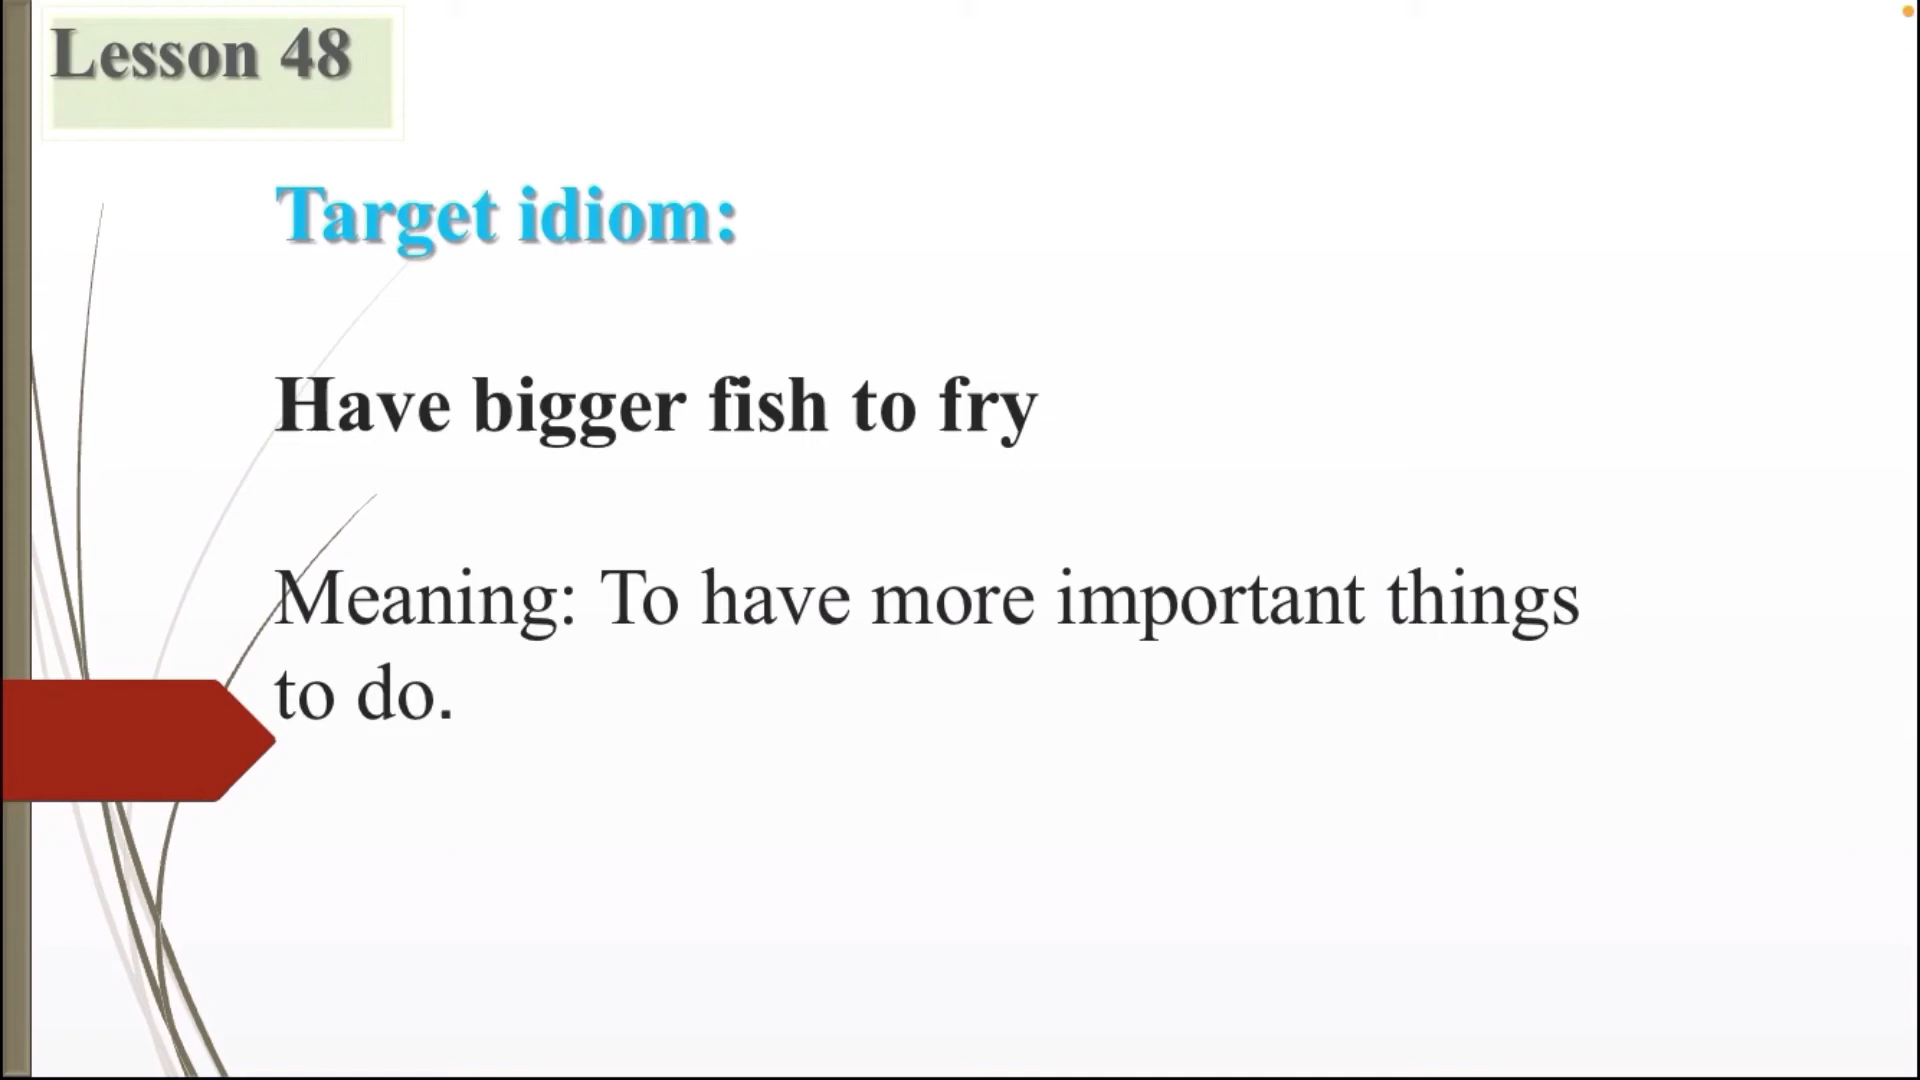 Lesson 48
Target idiom:
Have bigger fish to fry
Meaning: To have more important things
to do.